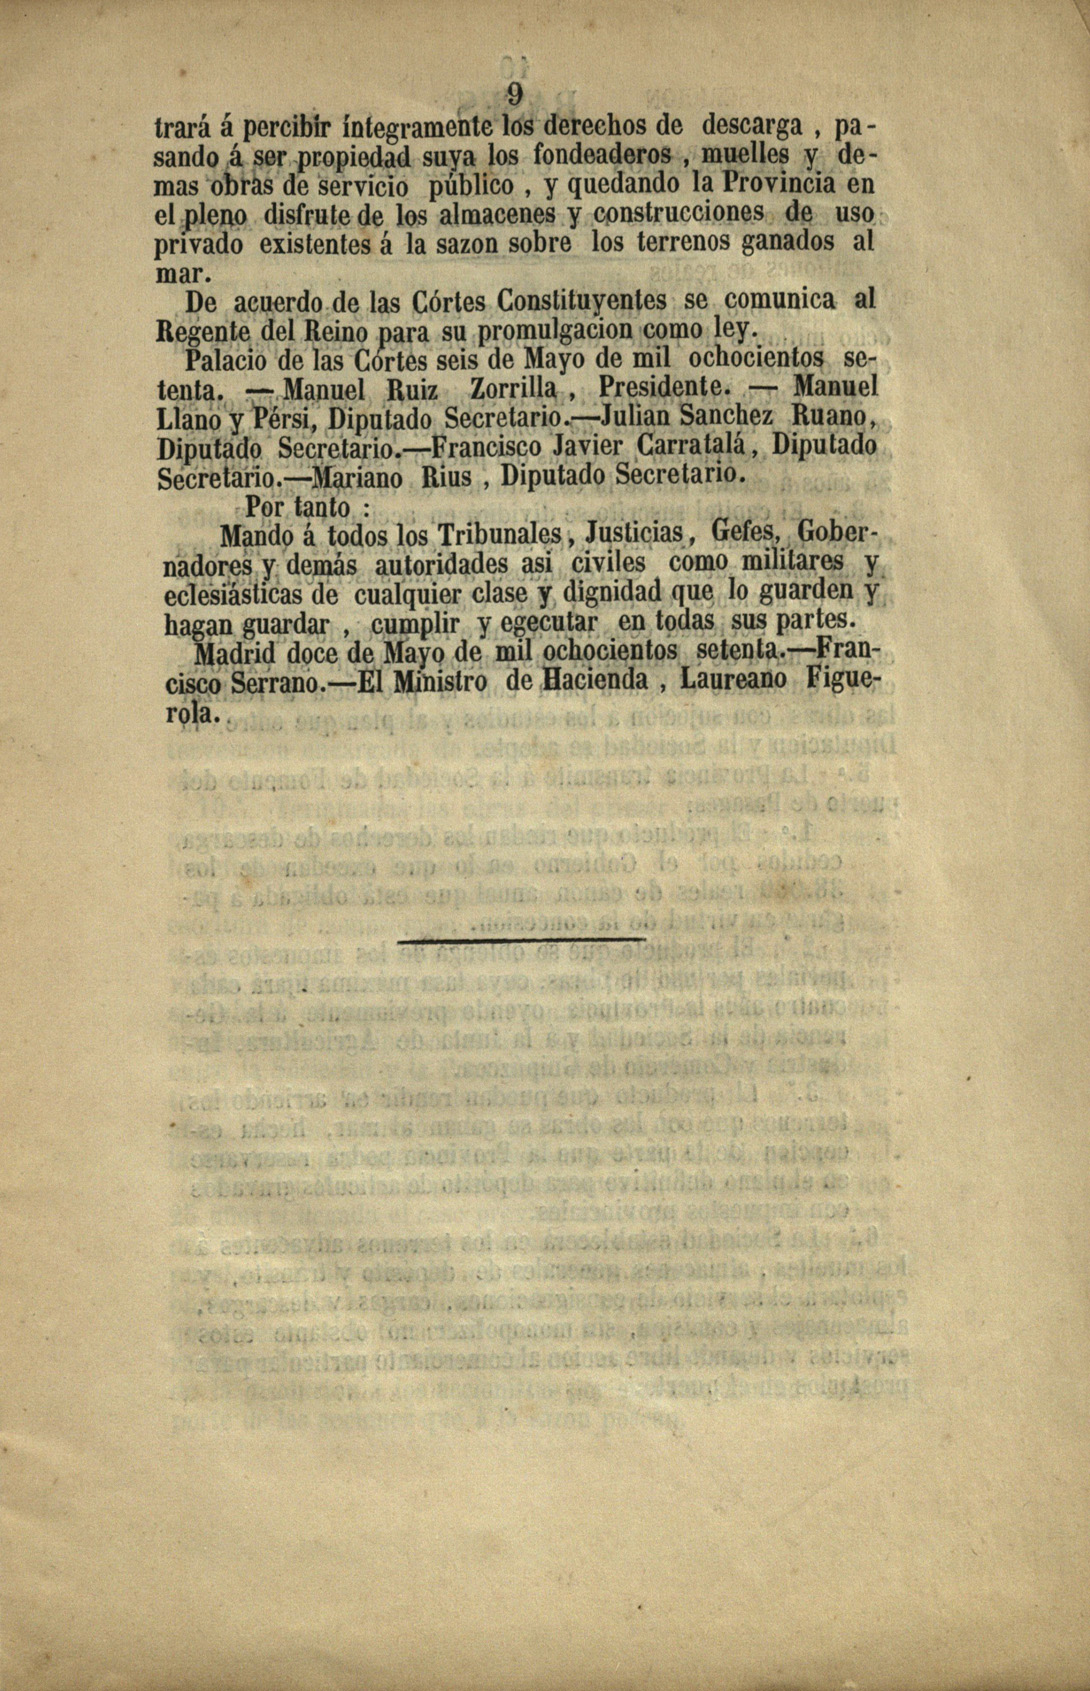 9
trará á percibir íntegramente los derechos de descarga , pa-
sando á ser propiedad suya los fondeaderos , muelles y de-
mas obras de servicio público , y quedando la Provincia en
el pleno disfrute de los almacenes y construcciones de uso
privado existentes á la sazon sobre los terrenos ganados al
mar.
De acuerdo de las Córtes Constituyentes se comunica al
Regente del Reino para su promulgacion como ley.
Palacio de las Córtes seis de Mayo de mil ochocientos se-
tenta. — Manuel Ruiz Zorrilla , Presidente. — Manuel
Llano y Pérsi, Diputado Secretario.—Julian Sanchez Ruano,
Diputado Secretario.—Francisco Javier Carratalá, Diputado
Secretario.—Mariano Rius , Diputado Secretario.
Por tanto :
Mando á todos los Tribunales, Justicias, Gefes, Gober-
nadores y demás autoridades asi civiles como militares y
eclesiásticas de cualquier clase y dignidad que lo guarden y
hagan guardar , cumplir y egecutar en todas sus partes.
Madrid doce de Mayo de mil ochocientos setenta.—Fran-
cisco Serrano.—El Ministro de Hacienda , Laureano Figue-
rola.